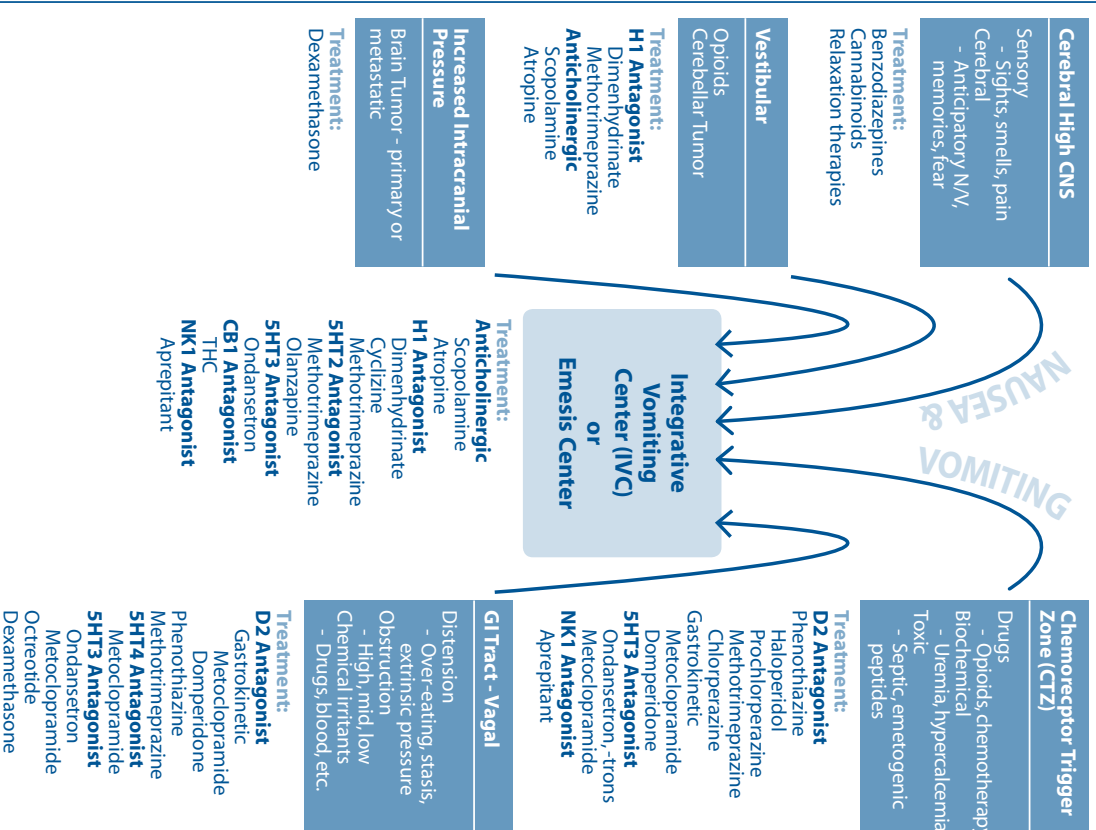 Cerebral High CNS
Sensory
- Sights, smells, pain
Cerebral
- Anticipatory N/V,
memories, fear
Treatment:
Benzodiazepines
Cannabinoids
Relaxation therapies
Vestibular
Opioids
Cerebellar Tumor
Treatment:
H1 Antagonist
Dimenhydrinate
Methotrimeprazine
Anticholinergic
Scopolamine
Atropine
Increased Intracranial
Pressure
Brain Tumor - primary or
metastatic
Treatment:
Dexamethasone
NAUSEA &
VOMITING
Integrative
Vomiting
Center (IVC)
or
Emesis Center
Treatment:
Anticholinergic
Scopolamine
Atropine
H1 Antagonist
Dimenhydrinate
Cyclizine
Methotrimeprazine
5HT2 Antagonist
Methotrimeprazine
Olanzapine
5HT3 Antagonist
Ondansetron
CB1 Antagonist
THC
NK1 Antagonist
Aprepitant
Chemoreceptor Trigger
Zone (CTZ)
Drugs
- Opioids, chemotherapy
Biochemical
- Uremia, hypercalcemia
Toxic
- Septic, emetogenic
peptides
Treatment:
D2 Antagonist
Phenothiazine
Haloperidol
Prochlorperazine
Methotrimeprazine
Chlorperazine
Gastrokinetic
Metoclopramide
Domperidone
5HT3 Antagonist
Ondansetron, -trons
Metoclopramide
NK1 Antagonist
Aprepitant
GI Tract - Vagal
Distension
- Over-eating, stasis,
extrinsic pressure
Obstruction
- High, mid, low
Chemical irritants
- Drugs, blood, etc.
Treatment:
D2 Antagonist
Gastrokinetic
Metoclopramide
Domperidone
Phenothiazine
Methotrimeprazine
5HT4 Antagonist
Metoclopramide
5HT3 Antagonist
Ondansetron
Metoclopramide
Octreotide
Dexamethasone